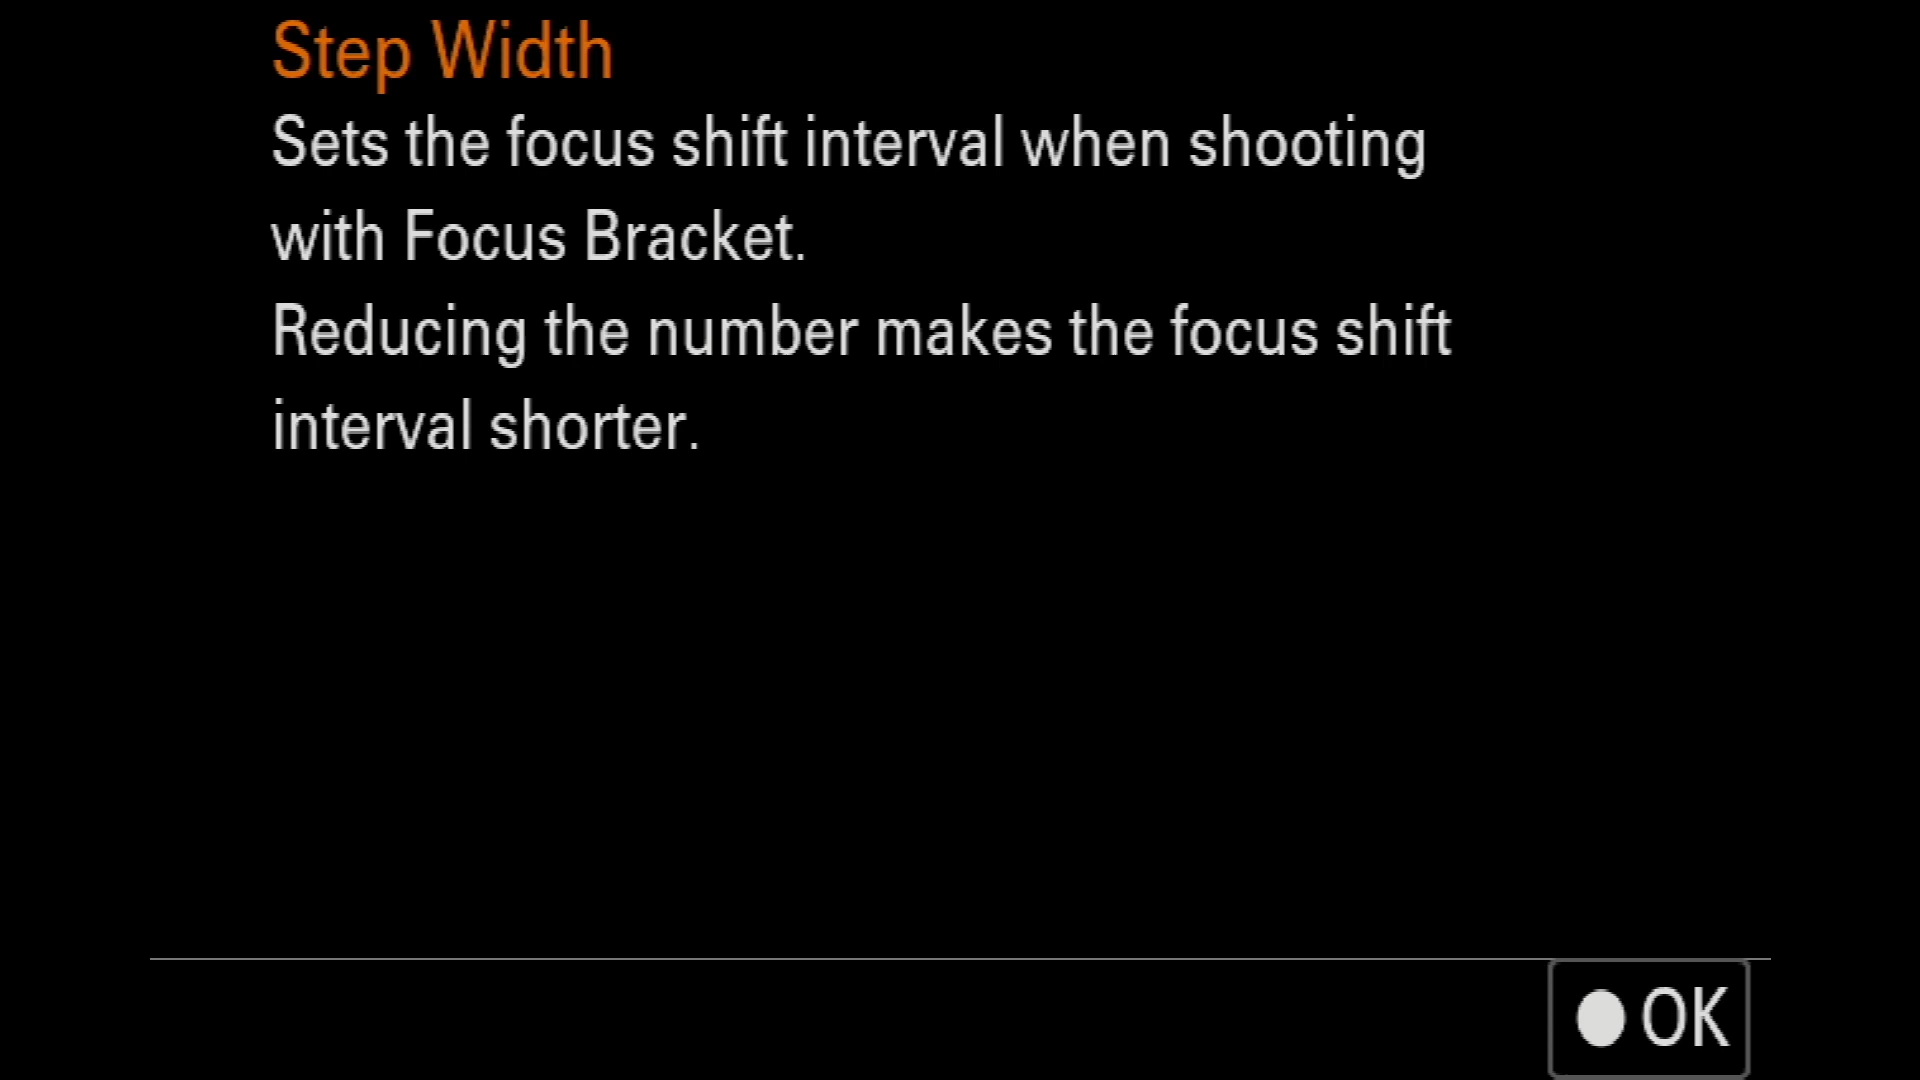 Step Width
Sets the focus shift interval when shooting
with Focus Bracket.
Reducing the number makes the focus shift
interval shorter.
OK